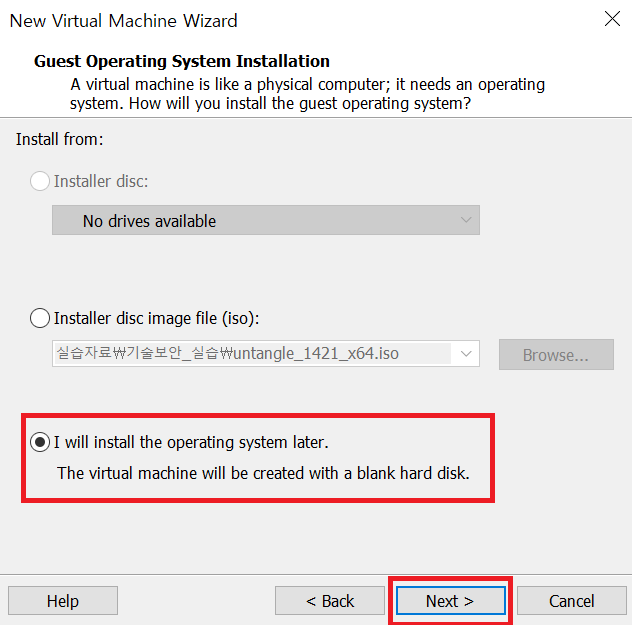 New Virtual Machine Wizard
Guest Operating System Installation
A virtual machine is like a physical computer; it needs an operating
system. How will you install the guest operating system?
Install from:
Installer disc:
No drives available
Installer disc image file (iso):
실습자료₩기술보안_실습₩untangle_1421_x64.iso
Browse...
I will install the operating system later.
The virtual machine will be created with a blank hard disk.
Help
< Back
Next >
Cancel